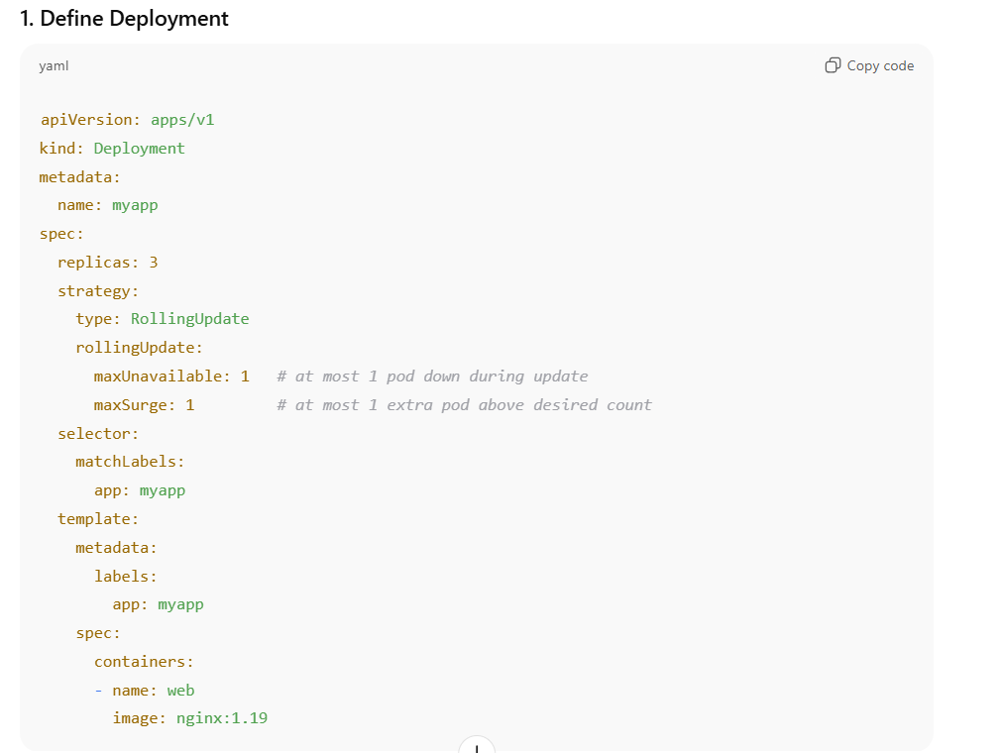 1. Define Deployment
yaml
Copy code
apiVersion: apps/v1
kind: Deployment
metadata:
  name: myapp
spec:
  replicas: 3
  strategy:
    type: RollingUpdate
    rollingUpdate:
      maxUnavailable: 1   # at most 1 pod down during update
      maxSurge: 1         # at most 1 extra pod above desired count
  selector:
    matchLabels:
      app: myapp
  template:
    metadata:
      labels:
        app: myapp
    spec:
      containers:
      - name: web
        image: nginx:1.19